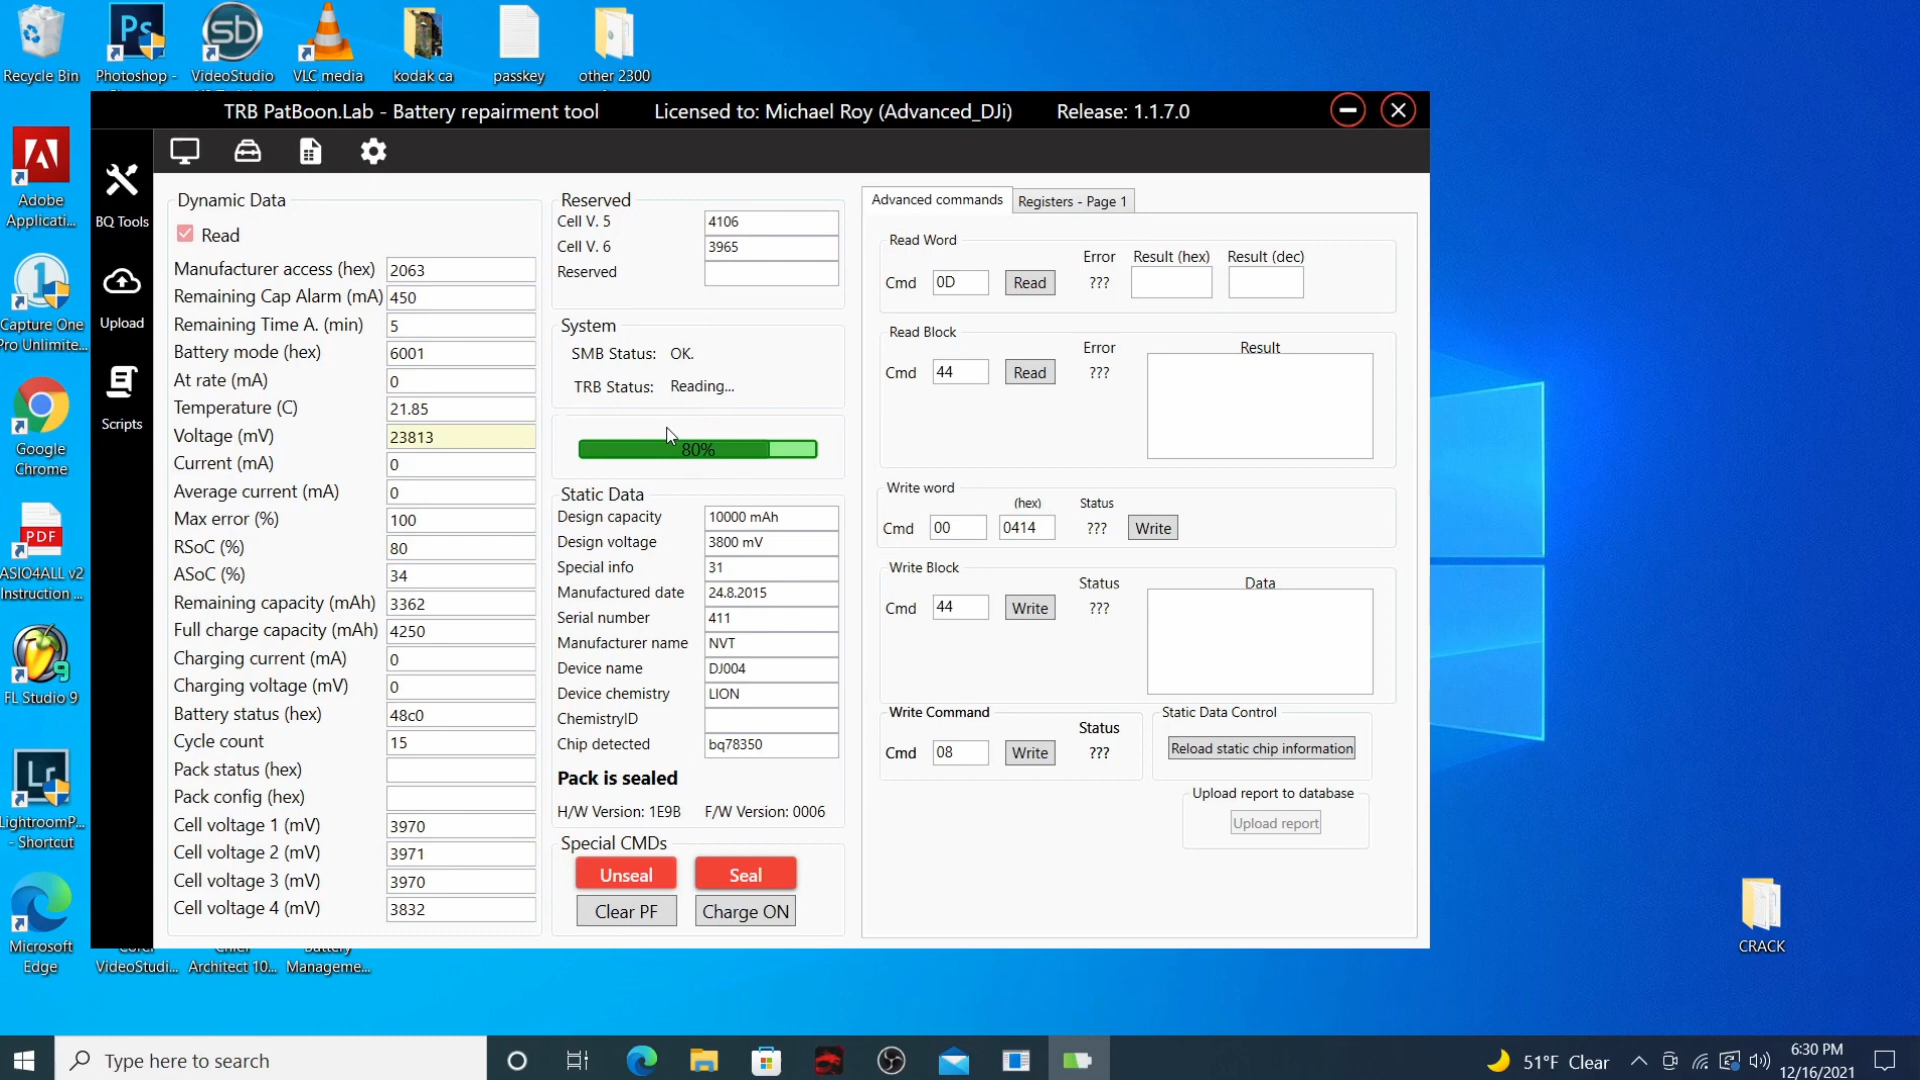 Recycle Bin
Photoshop -
VideoStudio
VLC media
kodak ca
passkey
other 2300
TRB PatBoon.Lab - Battery repairment tool
Licensed to: Michael Roy (Advanced_DJi)
Release: 1.1.7.0
Adobe
Applicati...
Capture One
Pro Unlimite...
Google
Chrome
PDF
ASIO4ALL v2
Instruction ...
FL Studio 9
LightroomP...
- Shortcut
Microsoft
Edge
BQ Tools
Upload
Scripts
Dynamic Data
Read
Manufacturer access (hex) 2063
Remaining Cap Alarm (mA) 450
Remaining Time A. (min) 5
Battery mode (hex) 6001
At rate (mA) 0
Temperature (C) 21.85
Voltage (mV) 23813
Current (mA) 0
Average current (mA) 0
Max error (%) 100
RSoC (%) 80
ASoC (%) 34
Remaining capacity (mAh) 3362
Full charge capacity (mAh) 4250
Charging current (mA) 0
Charging voltage (mV) 0
Battery status (hex) 48c0
Cycle count 15
Pack status (hex)
Pack config (hex)
Cell voltage 1 (mV) 3970
Cell voltage 2 (mV) 3971
Cell voltage 3 (mV) 3970
Cell voltage 4 (mV) 3832
Reserved
Cell V. 5 4106
Cell V. 6 3965
Reserved
System
SMB Status: OK.
TRB Status: Reading...
80%
Static Data
Design capacity 10000 mAh
Design voltage 3800 mV
Special info 31
Manufactured date 24.8.2015
Serial number 411
Manufacturer name NVT
Device name DJ004
Device chemistry LION
ChemistryID
Chip detected bq78350
Pack is sealed
H/W Version: 1E9B F/W Version: 0006
Special CMDs
Unseal Seal
Clear PF Charge ON
Advanced commands Registers - Page 1
Read Word
Error Result (hex) Result (dec)
Cmd 0D Read ???
Read Block
Error Result
Cmd 44 Read ???
Write word
(hex) Status
Cmd 00 0414 ??? Write
Write Block
Status Data
Cmd 44 Write ???
Write Command
Status
Cmd 08 Write ???
Static Data Control
Reload static chip information
Upload report to database
Upload report
VideoStudi...
Architect 10...
Manageme...
CRACK
Type here to search
51°F Clear
6:30 PM
12/16/2021